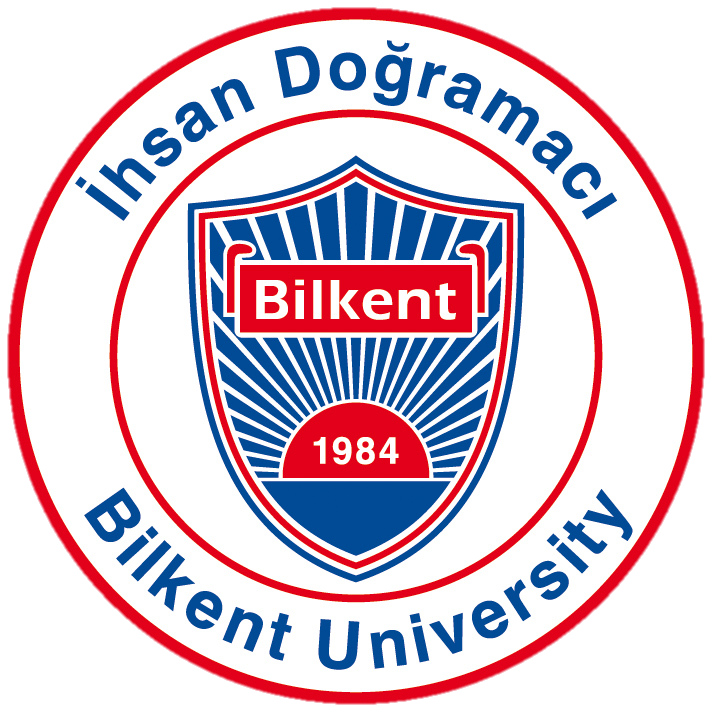 İhsan Doğramacı
Bilkent
1984
Bilkent University